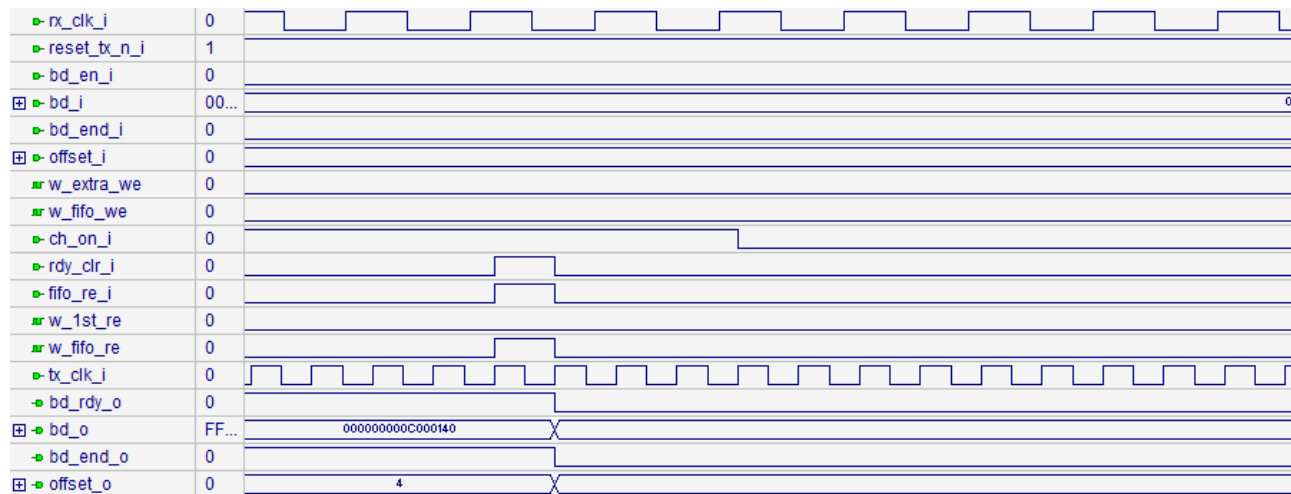 rx_clk_i 0
reset_tx_n_i 1
bd_en_i 0
bd_i 00... 0
bd_end_i 0
offset_i 0
w_extra_we 0
w_fifo_we 0
ch_on_i 0
rdy_clr_i 0
fifo_re_i 0
w_1st_re 0
w_fifo_re 0
tx_clk_i 0
bd_rdy_o 0
bd_o FF... 000000000C000140
bd_end_o 0
offset_o 0 4